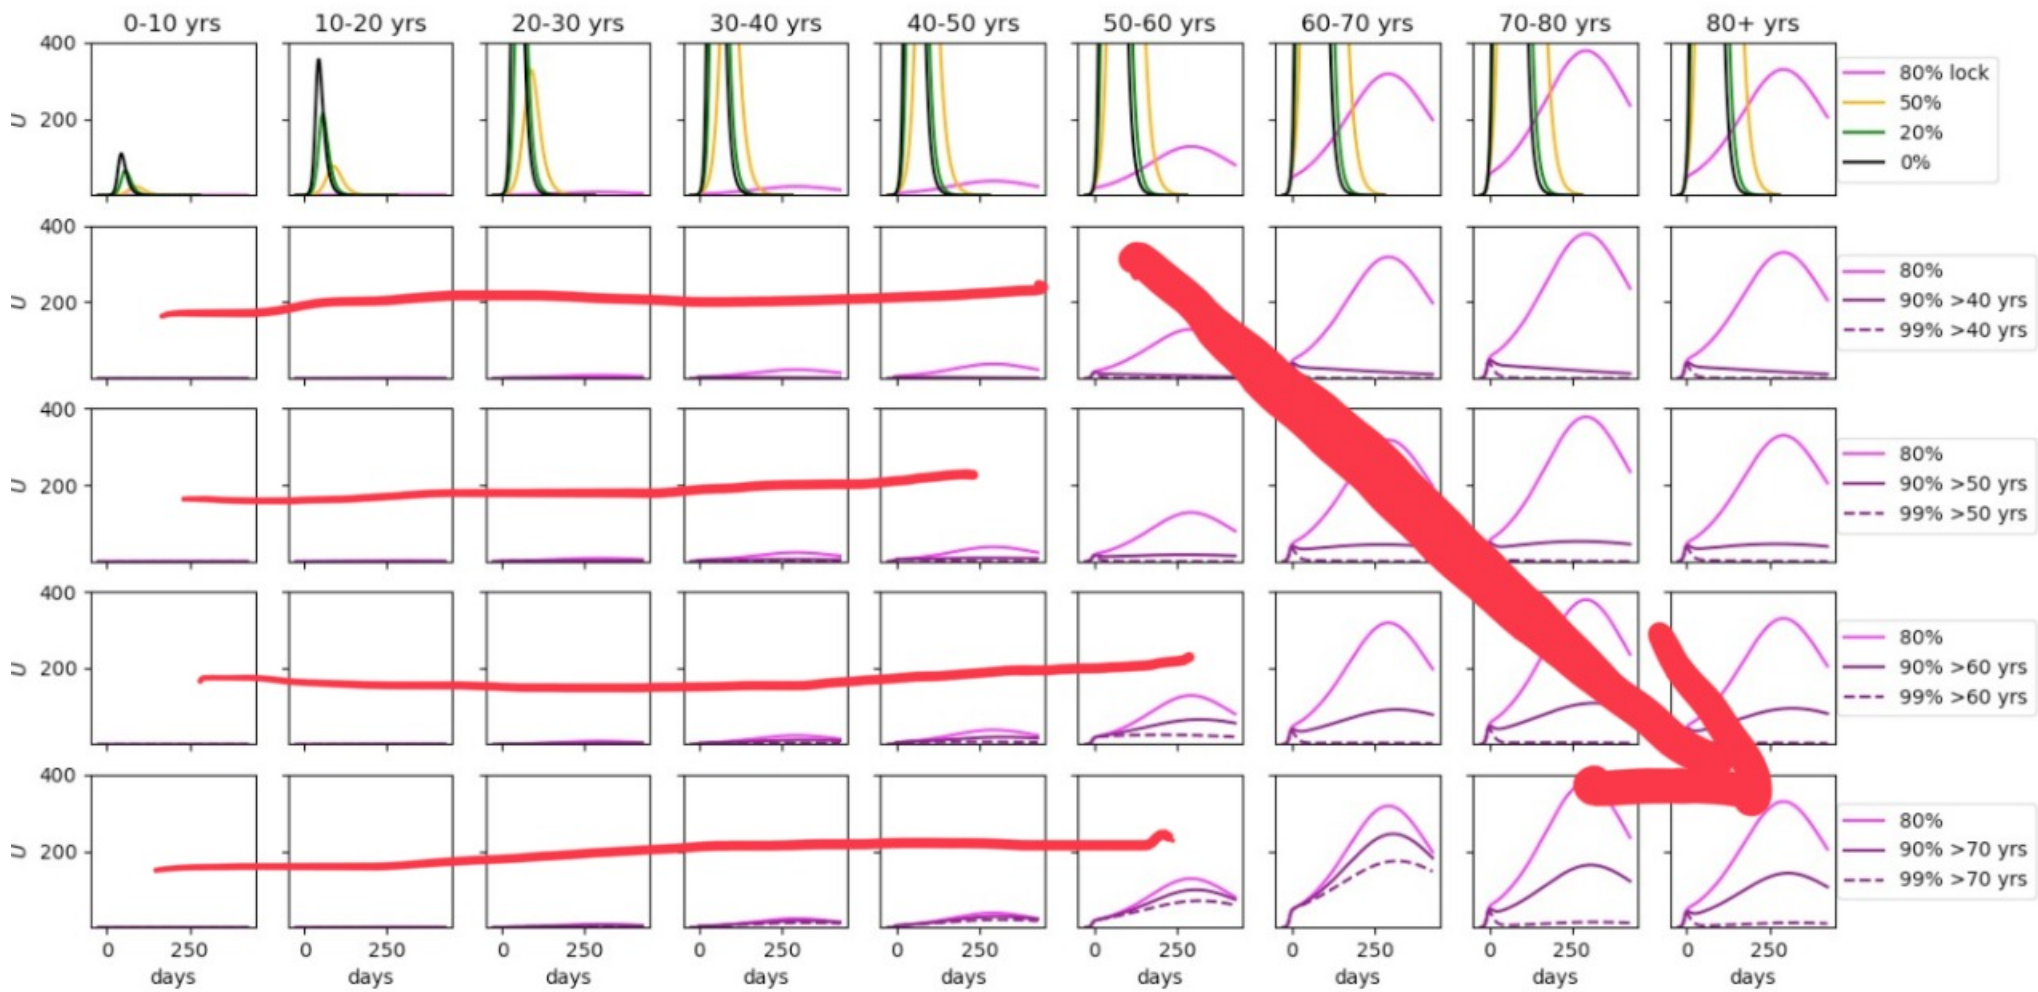 0-10 yrs 10-20 yrs 20-30 yrs 30-40 yrs 40-50 yrs 50-60 yrs 60-70 yrs 70-80 yrs 80+ yrs
400
U 200
80% lock
50%
20%
0%
400
U 200
80%
90% >40 yrs
99% >40 yrs
400
U 200
80%
90% >50 yrs
99% >50 yrs
400
U 200
80%
90% >60 yrs
99% >60 yrs
400
U 200
80%
90% >70 yrs
99% >70 yrs
0 250 0 250 0 250 0 250 0 250 0 250 0 250 0 250 0 250
days days days days days days days days days